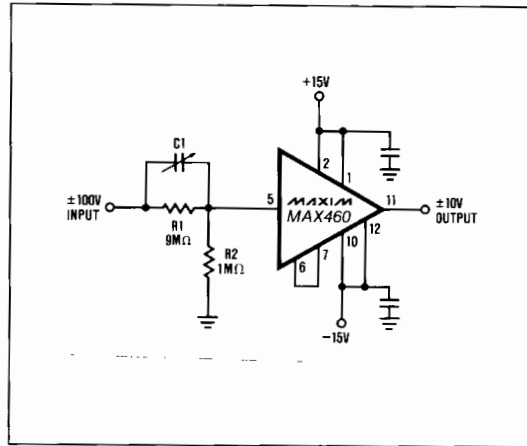 +15V
C1
2
1
±100V
INPUT
R1
9MΩ
5
MAXIM
MAX460
11
±10V
OUTPUT
10
12
6
7
R2
1MΩ
-15V